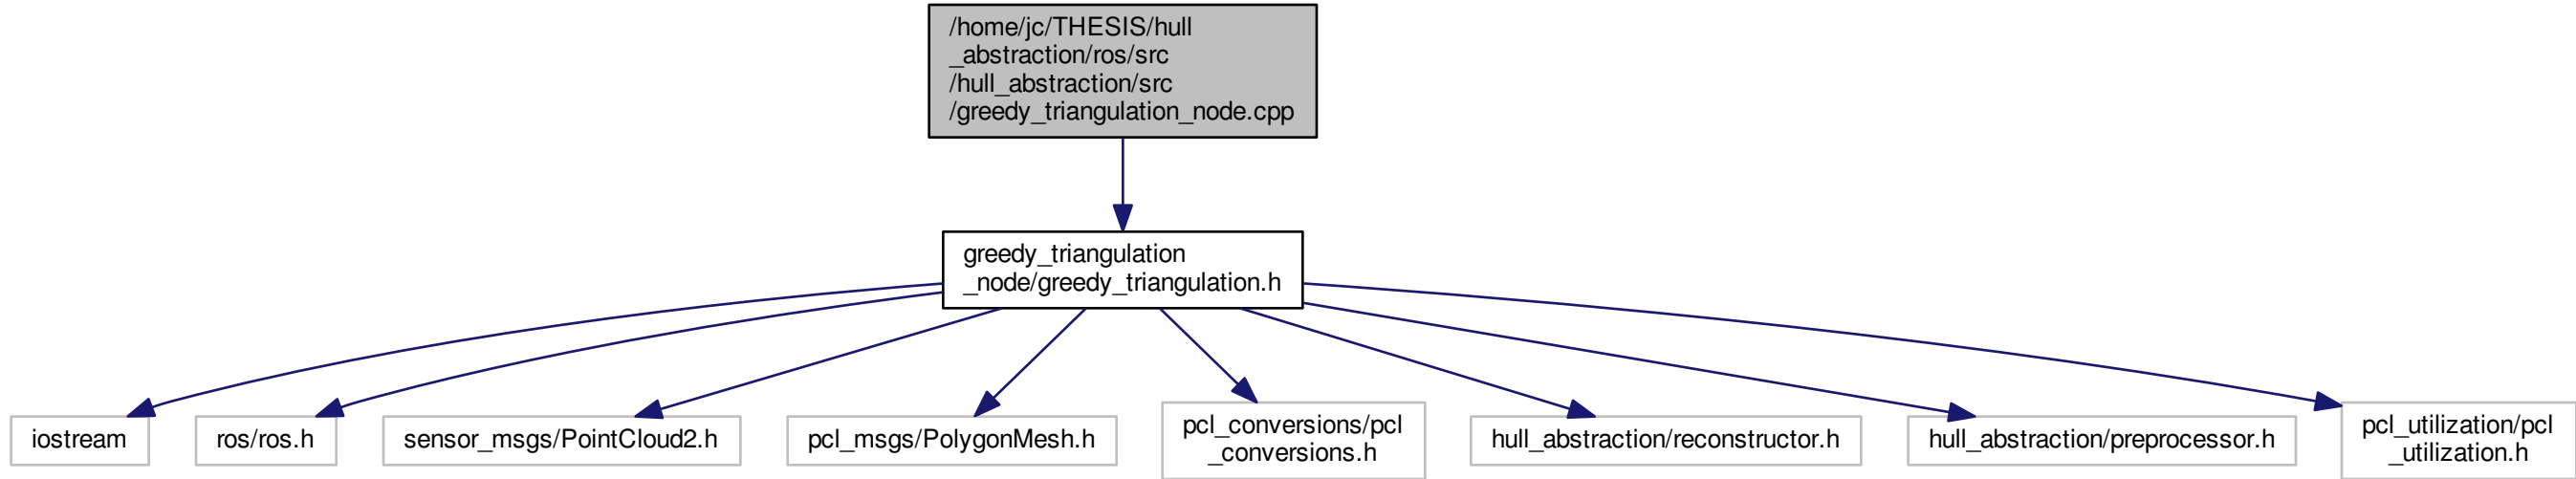 /home/jc/THESIS/hull
_abstraction/ros/src
/hull_abstraction/src
/greedy_triangulation_node.cpp
greedy_triangulation
_node/greedy_triangulation.h
iostream
ros/ros.h
sensor_msgs/PointCloud2.h
pcl_msgs/PolygonMesh.h
pcl_conversions/pcl
_conversions.h
hull_abstraction/reconstructor.h
hull_abstraction/preprocessor.h
pcl_utilization/pcl
_utilization.h